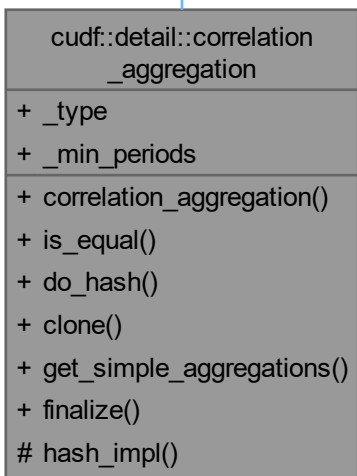 cudf::detail::correlation
_aggregation
+ _type
+ _min_periods
+ correlation_aggregation()
+ is_equal()
+ do_hash()
+ clone()
+ get_simple_aggregations()
+ finalize()
# hash_impl()